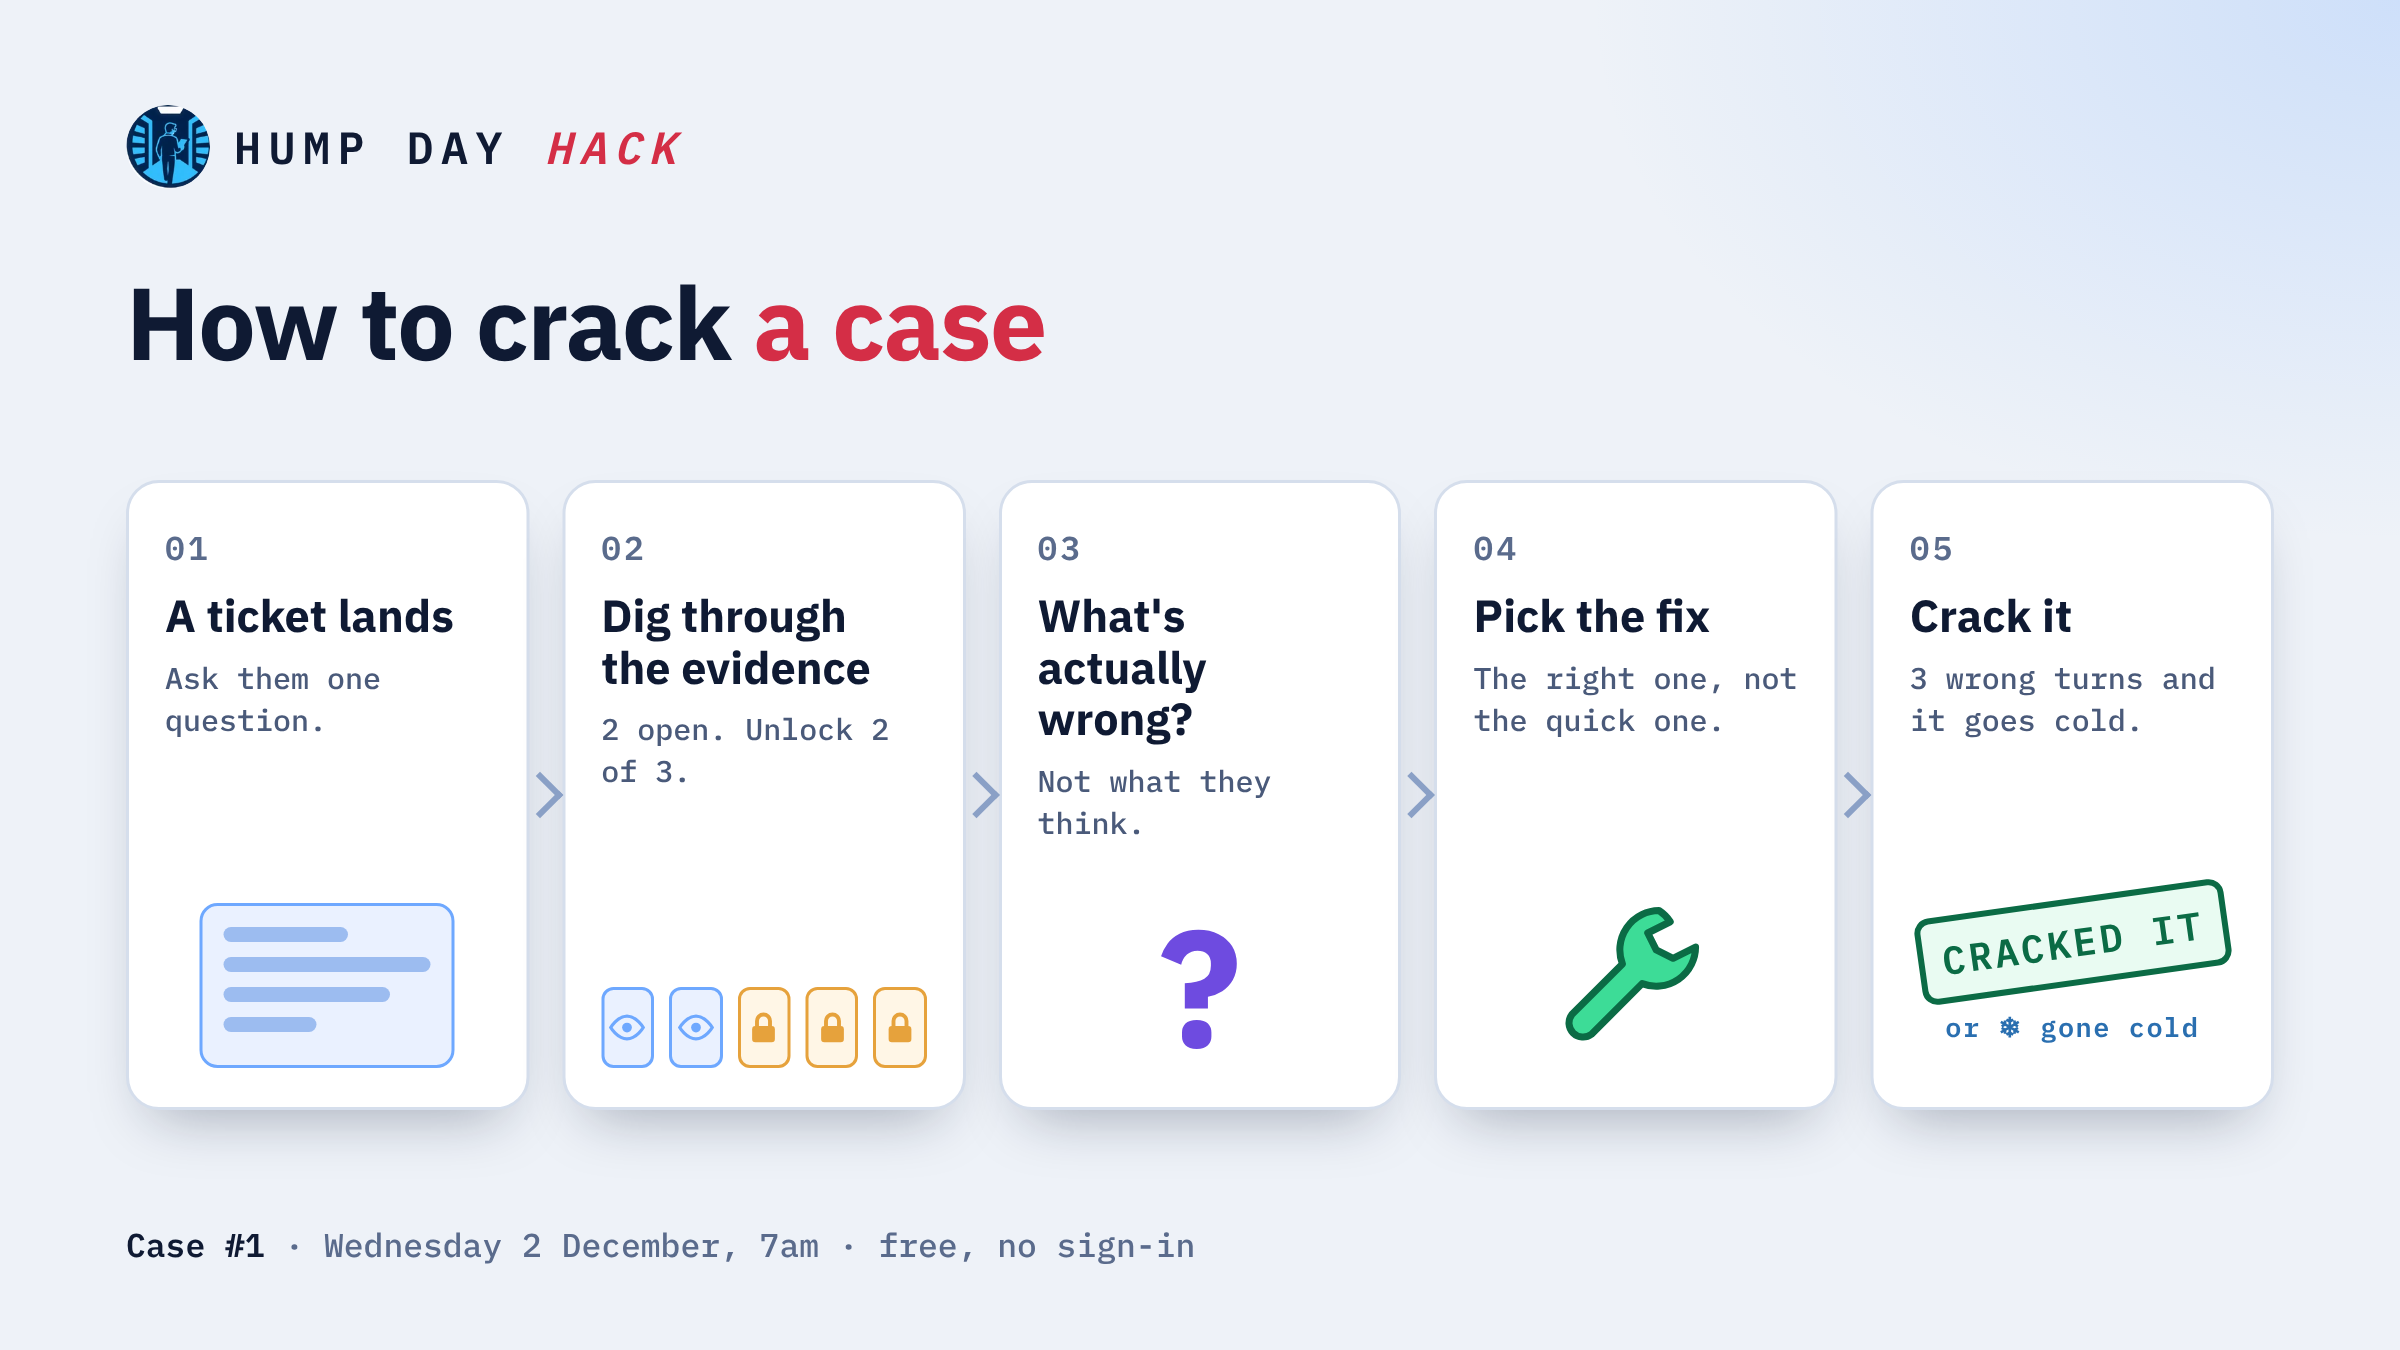 HUMP DAY HACK
How to crack a case
01
A ticket lands
Ask them one
question.
02
Dig through
the evidence
2 open. Unlock 2
of 3.
03
What's
actually
wrong?
Not what they
think.
?
04
Pick the fix
The right one, not
the quick one.
05
Crack it
3 wrong turns and
it goes cold.
CRACKED IT
or ❄ gone cold
Case #1 · Wednesday 2 December, 7am · free, no sign-in